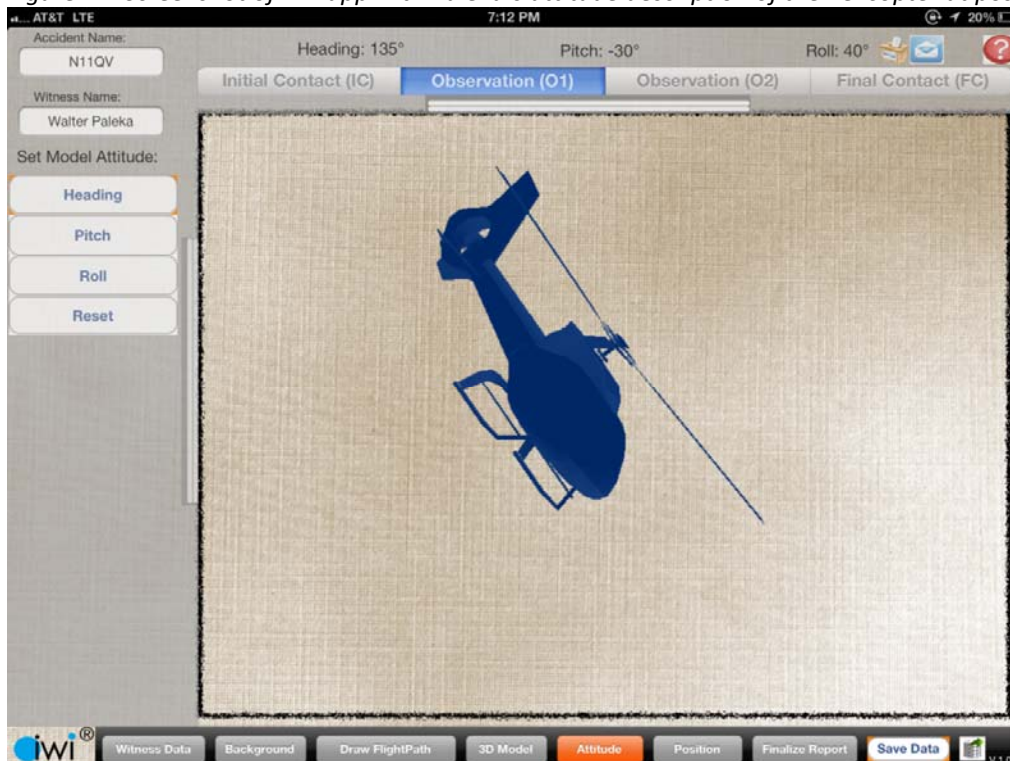 AT&T LTE 7:12 PM 20%
Accident Name:
N11QV
Heading: 135° Pitch: -30° Roll: 40°
?
Initial Contact (IC) Observation (O1) Observation (O2) Final Contact (FC)
Witness Name:
Walter Paleka
Set Model Attitude:
Heading
Pitch
Roll
Reset
iwi®
Witness Data Background Draw FlightPath 3D Model Attitude Position Finalize Report Save Data